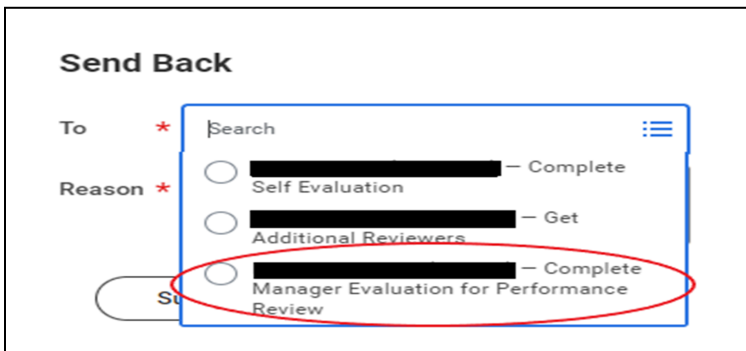 Send Back
To * Search
— Complete
Self Evaluation
Reason *
— Get
Additional Reviewers
— Complete
Manager Evaluation for Performance
Review